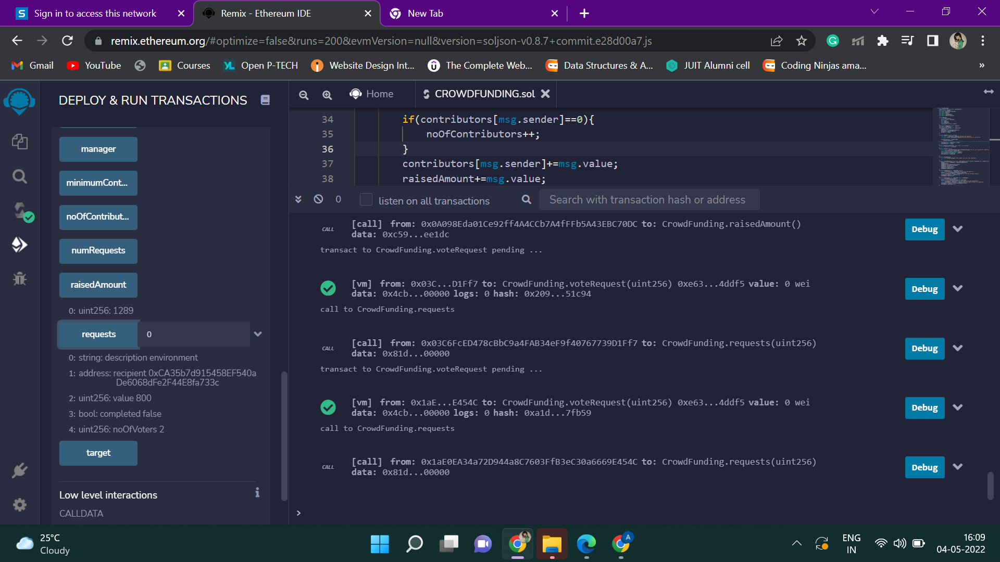 Sign in to access this network
Remix - Ethereum IDE
New Tab
remix.ethereum.org/#optimize=false&runs=200&evmVersion=null&version=soljson-v0.8.7+commit.e28d00a7.js
Gmail
YouTube
Courses
Open P-TECH
Website Design Int...
The Complete Web...
Data Structures & A...
JUIT Alumni cell
Coding Ninjas ama...
»
DEPLOY & RUN TRANSACTIONS
manager
minimumCont...
noOfContribut...
numRequests
raisedAmount
0: uint256: 1289
requests
0
0: string: description environment
1: address: recipient 0xCA35b7d915458EF540a
De6068dFe2F44E8fa733c
2: uint256: value 800
3: bool: completed false
4: uint256: noOfVoters 2
target
Low level interactions
CALLDATA
Home
CROWDFUNDING.sol
34 if(contributors[msg.sender]==0){
35 noOfContributors++;
36 }
37 contributors[msg.sender]+=msg.value;
38 raisedAmount+=msg.value;
0
listen on all transactions
Search with transaction hash or address
CALL
[call] from: 0x0A098Eda01Ce92ff4A4CCb7A4fFFb5A43EBC70DC to: CrowdFunding.raisedAmount()
data: 0xc59...ee1dc
Debug
transact to CrowdFunding.voteRequest pending ...
[vm] from: 0x03C...D1Ff7 to: CrowdFunding.voteRequest(uint256) 0xe63...4ddf5 value: 0 wei
data: 0x4cb...00000 logs: 0 hash: 0x209...51c94
Debug
call to CrowdFunding.requests
CALL
[call] from: 0x03C6FcED478cBbC9a4FAB34eF9f40767739D1Ff7 to: CrowdFunding.requests(uint256)
data: 0x81d...00000
Debug
transact to CrowdFunding.voteRequest pending ...
[vm] from: 0x1aE...E454C to: CrowdFunding.voteRequest(uint256) 0xe63...4ddf5 value: 0 wei
data: 0x4cb...00000 logs: 0 hash: 0xa1d...7fb59
Debug
call to CrowdFunding.requests
CALL
[call] from: 0x1aE0EA34a72D944a8C7603FfB3eC30a6669E454C to: CrowdFunding.requests(uint256)
data: 0x81d...00000
Debug
>
25°C
Cloudy
ENG
IN
16:09
04-05-2022